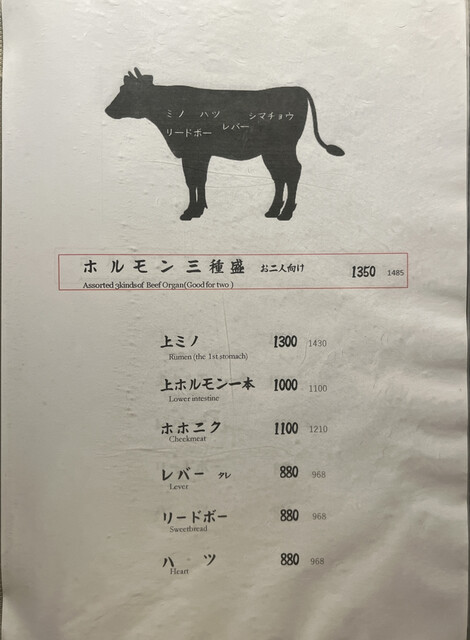 ミノ ハツ シマチョウ
リードボー レバー
ホルモン三種盛 お二人向け 1350 1485
Assorted 3kinds of Beef Organ(Good for two )
上ミノ 1300 1430
Rumen (the 1st stomach)
上ホルモン一本 1000 1100
Lower intestine
ホホニク 1100 1210
Cheekmeat
レバー タレ 880 968
Lever
リードボー 880 968
Sweetbread
ハツ 880 968
Heart